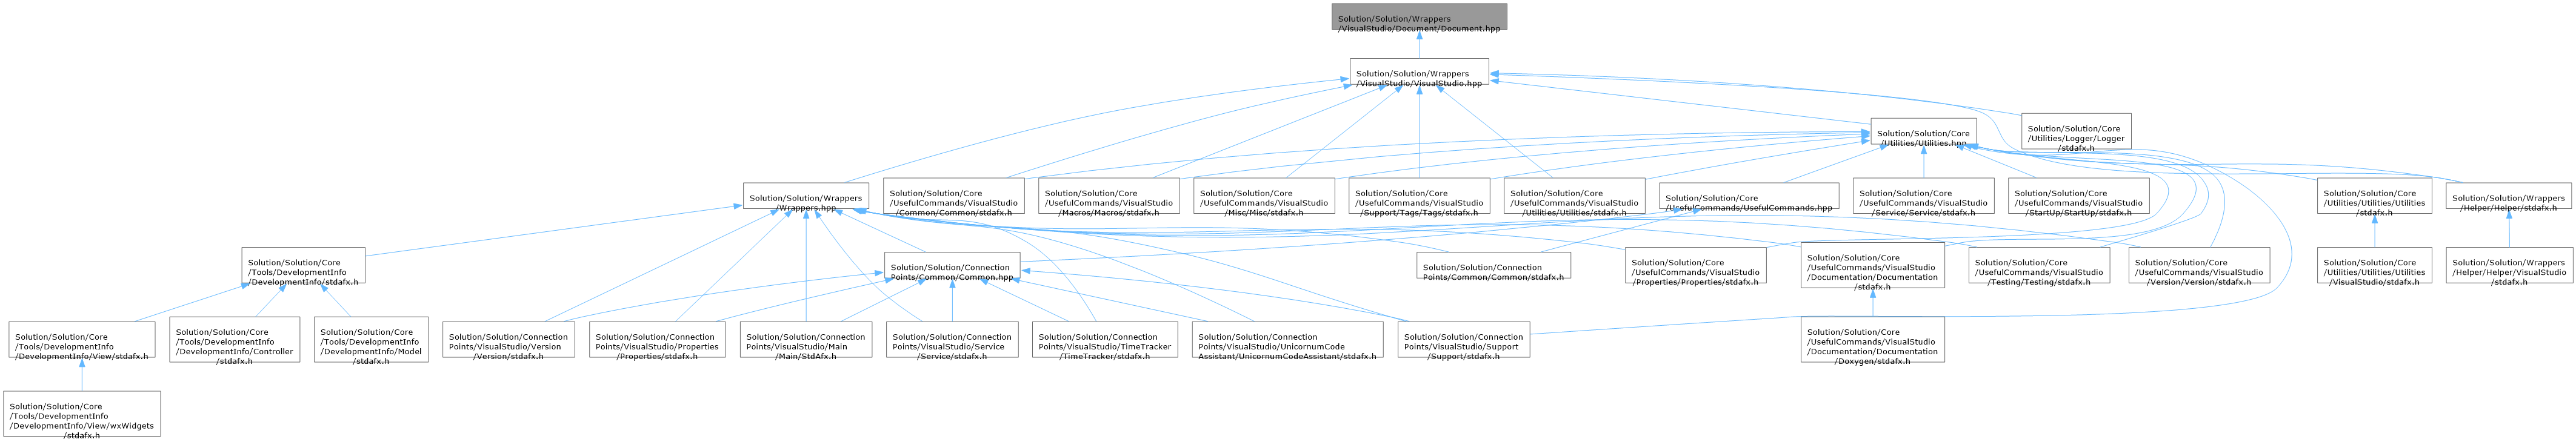 Solution/Solution/Wrappers
/VisualStudio/Document/Document.hpp
Solution/Solution/Wrappers
/VisualStudio/VisualStudio.hpp
Solution/Solution/Core
/Utilities/Logger/Logger
/stdafx.h
Solution/Solution/Core
/Utilities/Utilities.hpp
Solution/Solution/Wrappers
/Wrappers.hpp
Solution/Solution/Core
/UsefulCommands/VisualStudio
/Common/Common/stdafx.h
Solution/Solution/Core
/UsefulCommands/VisualStudio
/Macros/Macros/stdafx.h
Solution/Solution/Core
/UsefulCommands/VisualStudio
/Misc/Misc/stdafx.h
Solution/Solution/Core
/UsefulCommands/VisualStudio
/Support/Tags/Tags/stdafx.h
Solution/Solution/Core
/UsefulCommands/VisualStudio
/Utilities/Utilities/stdafx.h
Solution/Solution/Core
/UsefulCommands/UsefulCommands.hpp
Solution/Solution/Core
/UsefulCommands/VisualStudio
/Service/Service/stdafx.h
Solution/Solution/Core
/UsefulCommands/VisualStudio
/StartUp/StartUp/stdafx.h
Solution/Solution/Core
/Utilities/Utilities/Utilities
/stdafx.h
Solution/Solution/Wrappers
/Helper/Helper/stdafx.h
Solution/Solution/Core
/Tools/DevelopmentInfo
/DevelopmentInfo/stdafx.h
Solution/Solution/Connection
Points/Common/Common.hpp
Solution/Solution/Connection
Points/Common/Common/stdafx.h
Solution/Solution/Core
/UsefulCommands/VisualStudio
/Properties/Properties/stdafx.h
Solution/Solution/Core
/UsefulCommands/VisualStudio
/Documentation/Documentation
/stdafx.h
Solution/Solution/Core
/UsefulCommands/VisualStudio
/Testing/Testing/stdafx.h
Solution/Solution/Core
/UsefulCommands/VisualStudio
/Version/Version/stdafx.h
Solution/Solution/Core
/Utilities/Utilities/Utilities
/VisualStudio/stdafx.h
Solution/Solution/Wrappers
/Helper/Helper/VisualStudio
/stdafx.h
Solution/Solution/Core
/Tools/DevelopmentInfo
/DevelopmentInfo/View/stdafx.h
Solution/Solution/Core
/Tools/DevelopmentInfo
/DevelopmentInfo/Controller
/stdafx.h
Solution/Solution/Core
/Tools/DevelopmentInfo
/DevelopmentInfo/Model
/stdafx.h
Solution/Solution/Connection
Points/VisualStudio/Version
/Version/stdafx.h
Solution/Solution/Connection
Points/VisualStudio/Properties
/Properties/stdafx.h
Solution/Solution/Connection
Points/VisualStudio/Main
/Main/StdAfx.h
Solution/Solution/Connection
Points/VisualStudio/Service
/Service/stdafx.h
Solution/Solution/Connection
Points/VisualStudio/TimeTracker
/TimeTracker/stdafx.h
Solution/Solution/Connection
Points/VisualStudio/UnicornumCode
Assistant/UnicornumCodeAssistant/stdafx.h
Solution/Solution/Connection
Points/VisualStudio/Support
/Support/stdafx.h
Solution/Solution/Core
/UsefulCommands/VisualStudio
/Documentation/Documentation
/Doxygen/stdafx.h
Solution/Solution/Core
/Tools/DevelopmentInfo
/DevelopmentInfo/View/wxWidgets
/stdafx.h